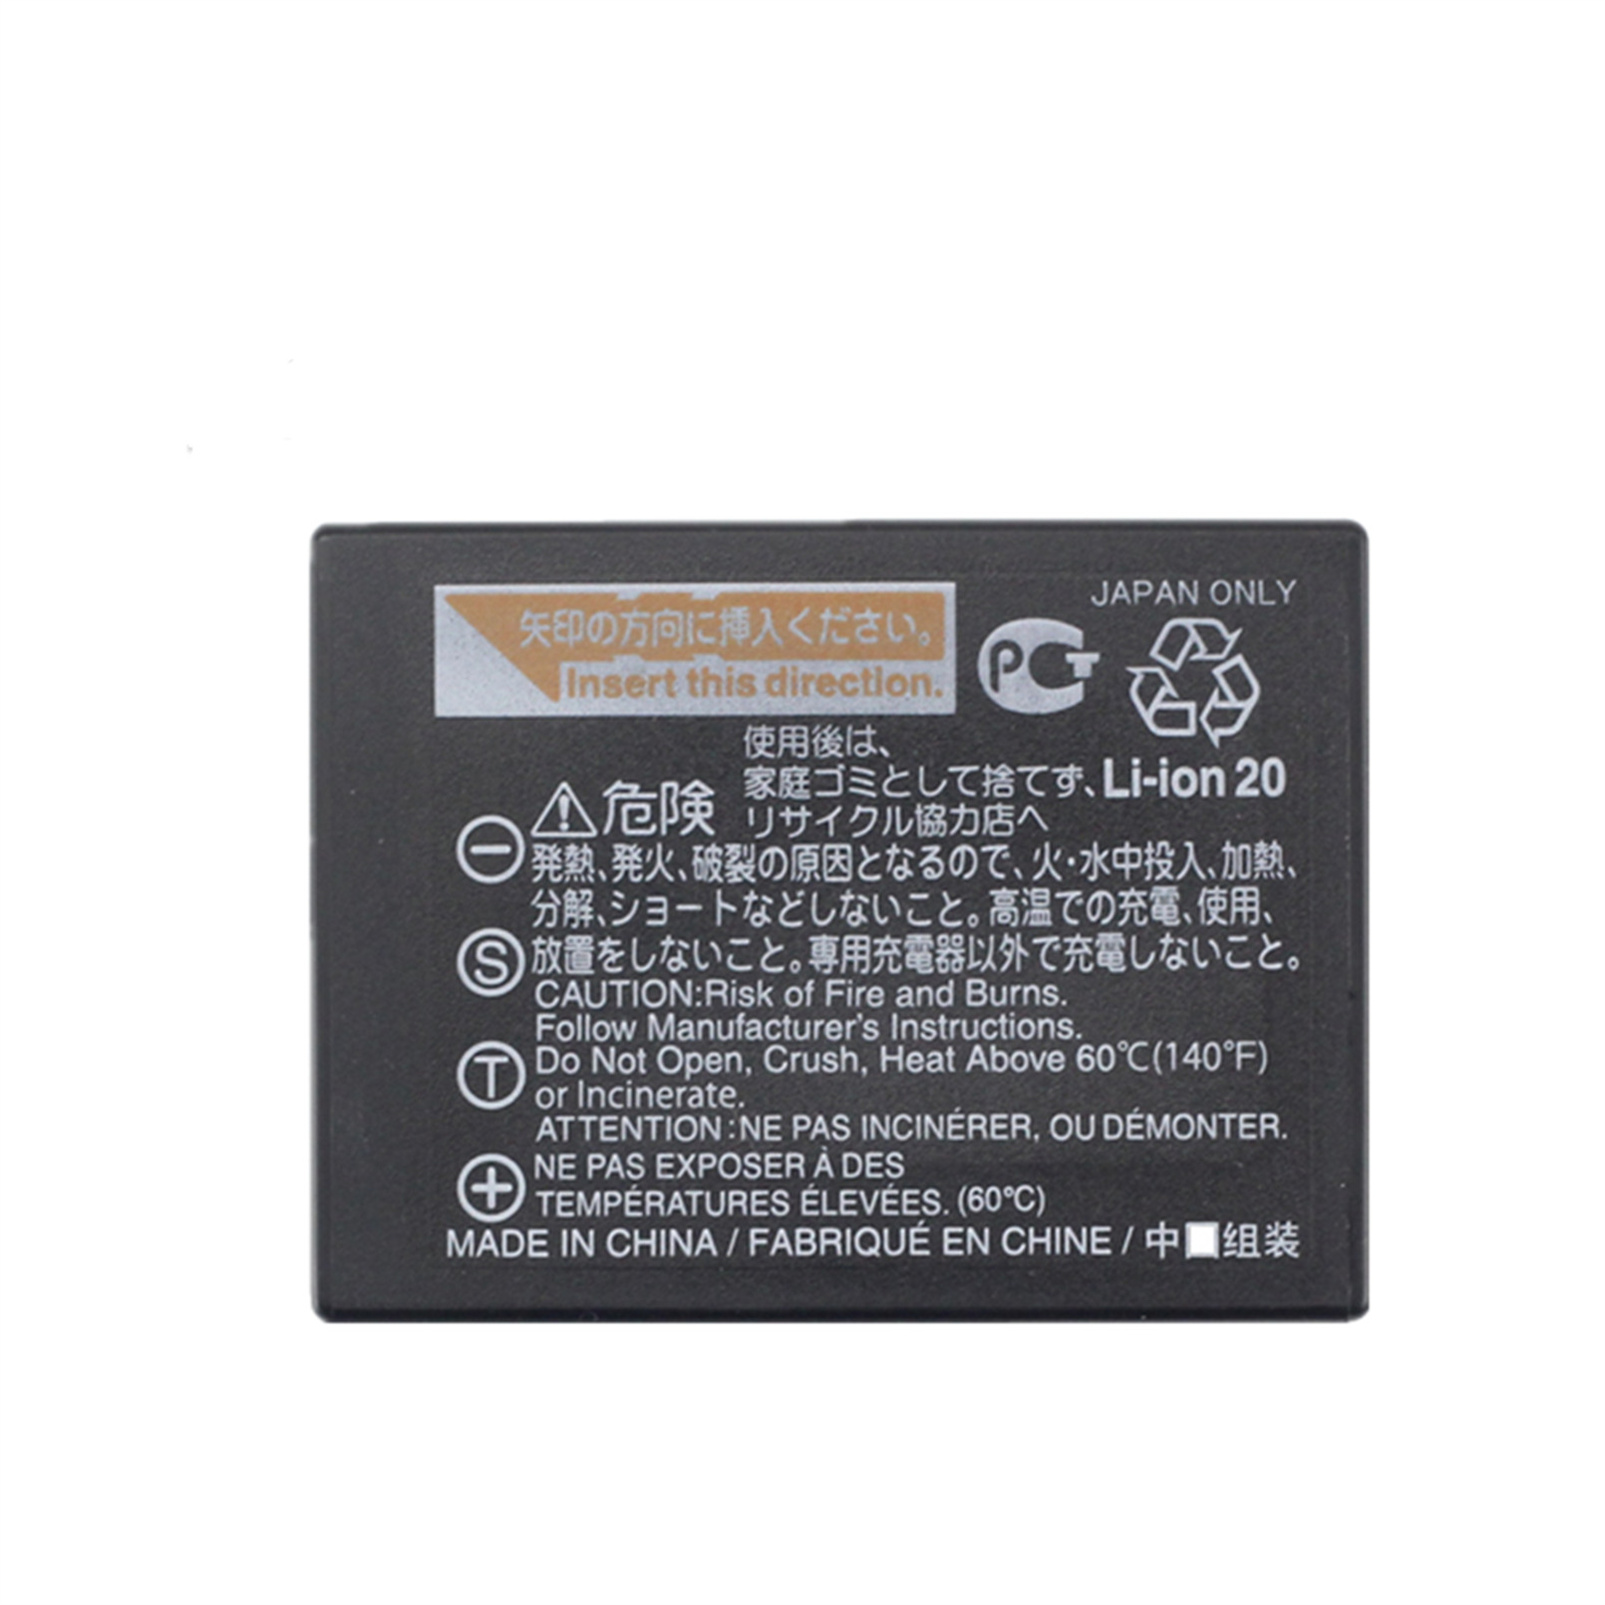 JAPAN ONLY
矢印の方向に挿入ください。
Insert this direction.
PCT
使用後は、
家庭ゴミとして捨てず、
リサイクル協力店へ
Li-ion 20
危険
発熱、発火、破裂の原因となるので、火・水中投入、加熱、
分解、ショートなどしないこと。高温での充電、使用、
放置をしないこと。専用充電器以外で充電しないこと。
CAUTION:Risk of Fire and Burns.
Follow Manufacturer's Instructions.
Do Not Open, Crush, Heat Above 60℃(140°F)
or Incinerate.
ATTENTION:NE PAS INCINÉRER, OU DÉMONTER.
NE PAS EXPOSER À DES
TEMPÉRATURES ÉLEVÉES. (60℃)
−
S
T
+
MADE IN CHINA / FABRIQUÉ EN CHINE / 中 组装